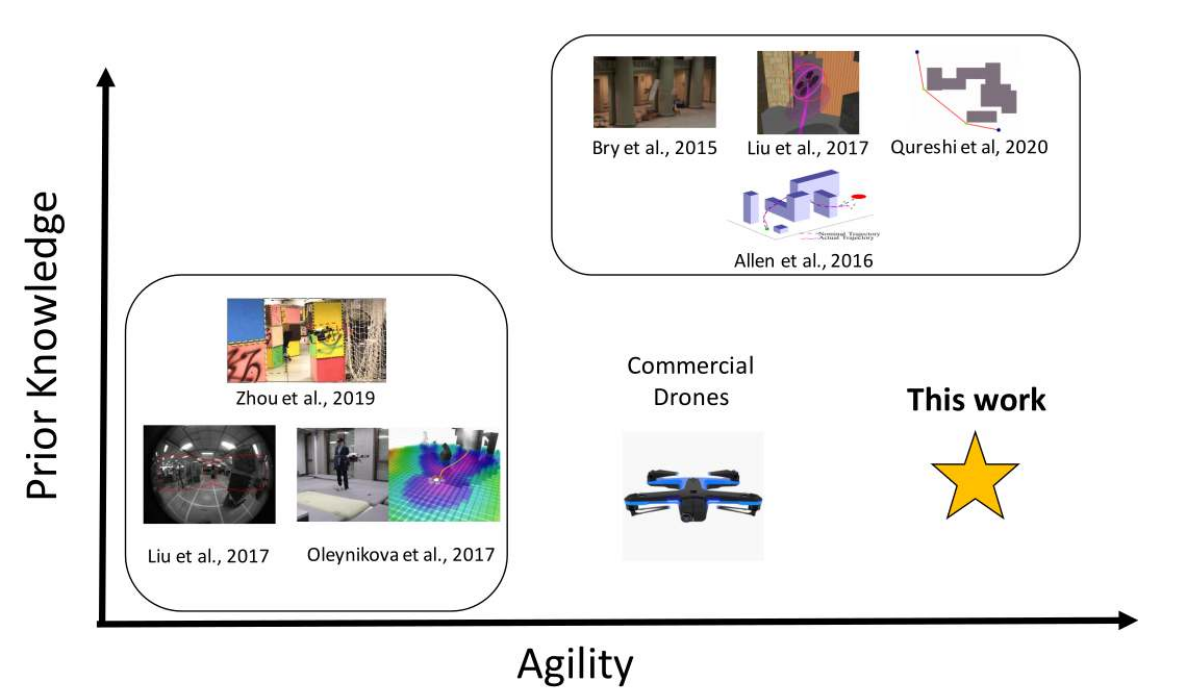 Bry et al., 2015
Liu et al., 2017
Qureshi et al, 2020
Nominal Trajectory
Actual Trajectory
Allen et al., 2016
Prior Knowledge
Zhou et al., 2019
Liu et al., 2017
Oleynikova et al., 2017
Commercial
Drones
This work
Agility